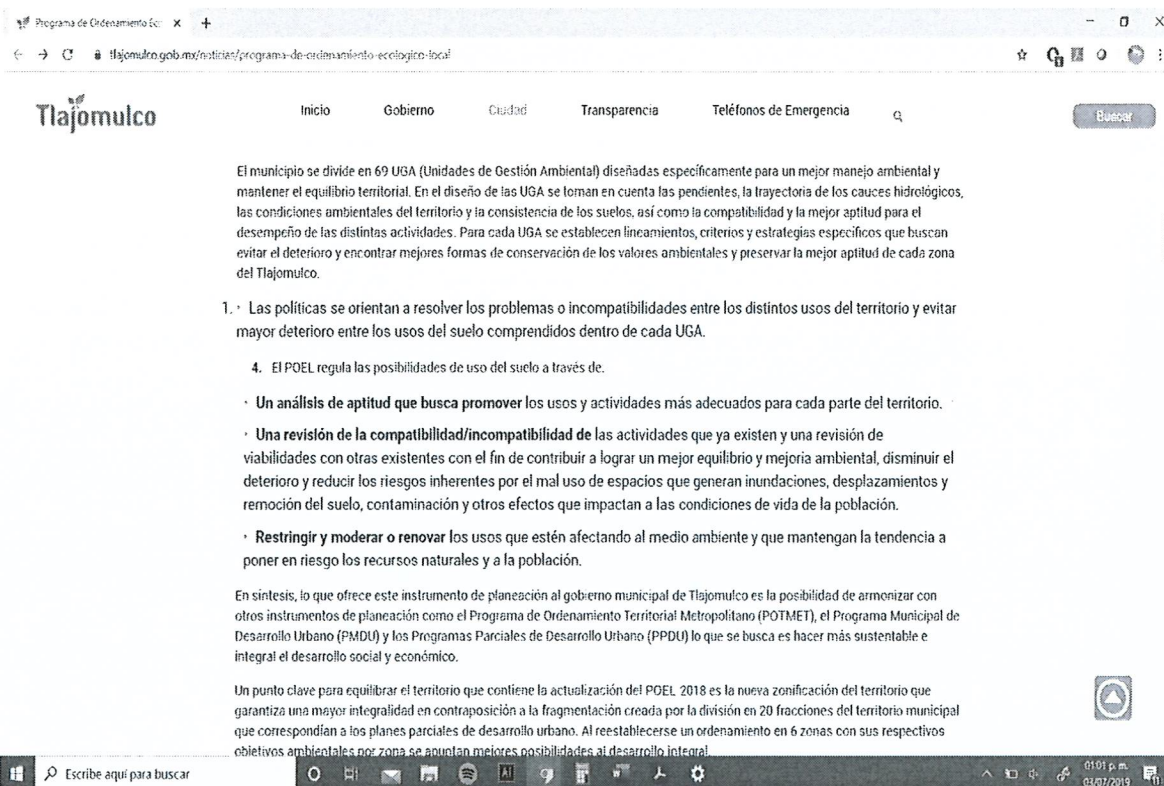 Programa de Ordenamiento Eco
tlajomulco.gob.mx/noticias/programa-de-ordenamiento-ecologico-local
Tlajomulco
Inicio Gobierno Ciudad Transparencia Teléfonos de Emergencia
Buscar
El municipio se divide en 69 UGA (Unidades de Gestión Ambiental) diseñadas específicamente para un mejor manejo ambiental y
mantener el equilibrio territorial. En el diseño de las UGA se toman en cuenta las pendientes, la trayectoria de los cauces hidrológicos,
las condiciones ambientales del territorio y la consistencia de los suelos, así como la compatibilidad y la mejor aptitud para el
desempeño de las distintas actividades. Para cada UGA se establecen lineamientos, criterios y estrategias específicos que buscan
evitar el deterioro y encontrar mejores formas de conservación de los valores ambientales y preservar la mejor aptitud de cada zona
del Tlajomulco.
1. · Las políticas se orientan a resolver los problemas o incompatibilidades entre los distintos usos del territorio y evitar
mayor deterioro entre los usos del suelo comprendidos dentro de cada UGA.
4. El POEL regula las posibilidades de uso del suelo a través de.
· Un análisis de aptitud que busca promover los usos y actividades más adecuados para cada parte del territorio.
· Una revisión de la compatibilidad/incompatibilidad de las actividades que ya existen y una revisión de
viabilidades con otras existentes con el fin de contribuir a lograr un mejor equilibrio y mejoria ambiental, disminuir el
deterioro y reducir los riesgos inherentes por el mal uso de espacios que generan inundaciones, desplazamientos y
remoción del suelo, contaminación y otros efectos que impactan a las condiciones de vida de la población.
· Restringir y moderar o renovar los usos que estén afectando al medio ambiente y que mantengan la tendencia a
poner en riesgo los recursos naturales y a la población.
En síntesis, lo que ofrece este instrumento de planeación al gobierno municipal de Tlajomulco es la posibilidad de armonizar con
otros instrumentos de planeación como el Programa de Ordenamiento Territorial Metropolitano (POTMET), el Programa Municipal de
Desarrollo Urbano (PMDU) y los Programas Parciales de Desarrollo Urbano (PPDU) lo que se busca es hacer más sustentable e
integral el desarrollo social y económico.
Un punto clave para equilibrar el territorio que contiene la actualización del POEL 2018 es la nueva zonificación del territorio que
garantiza una mayor integralidad en contraposición a la fragmentación creada por la división en 20 fracciones del territorio municipal
que correspondían a los planes parciales de desarrollo urbano. Al reestablecerse un ordenamiento en 6 zonas con sus respectivos
objetivos ambientales por zona se apuntan mejores posibilidades al desarrollo integral.
Escribe aquí para buscar
01:01 p. m.
03/07/2019